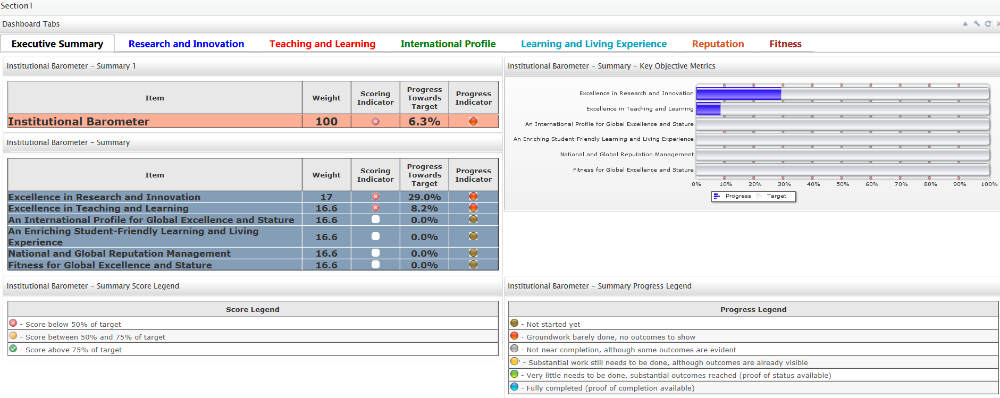 Section1
Dashboard Tabs
Executive Summary Research and Innovation Teaching and Learning International Profile Learning and Living Experience Reputation Fitness
Institutional Barometer - Summary 1
Item Weight Scoring Indicator Progress Towards Target Progress Indicator
Institutional Barometer 100 6.3%
Institutional Barometer - Summary
Item Weight Scoring Indicator Progress Towards Target Progress Indicator
Excellence in Research and Innovation 17 29.0%
Excellence in Teaching and Learning 16.6 8.2%
An International Profile for Global Excellence and Stature 16.6 0.0%
An Enriching Student-Friendly Learning and Living
Experience 16.6 0.0%
National and Global Reputation Management 16.6 0.0%
Fitness for Global Excellence and Stature 16.6 0.0%
Institutional Barometer - Summary - Key Objective Metrics
Excellence in Research and Innovation
Excellence in Teaching and Learning
An International Profile for Global Excellence and Stature
An Enriching Student-Friendly Learning and Living Experience
National and Global Reputation Management
Fitness for Global Excellence and Stature
0% 10% 20% 30% 40% 50% 60% 70% 80% 90% 100%
Progress Target
Institutional Barometer - Summary Score Legend
Score Legend
- Score below 50% of target
- Score between 50% and 75% of target
- Score above 75% of target
Institutional Barometer - Summary Progress Legend
Progress Legend
- Not started yet
- Groundwork barely done, no outcomes to show
- Not near completion, although some outcomes are evident
' - Substantial work still needs to be done, although outcomes are already visible
- Very little needs to be done, substantial outcomes reached (proof of status available)
- Fully completed (proof of completion available)